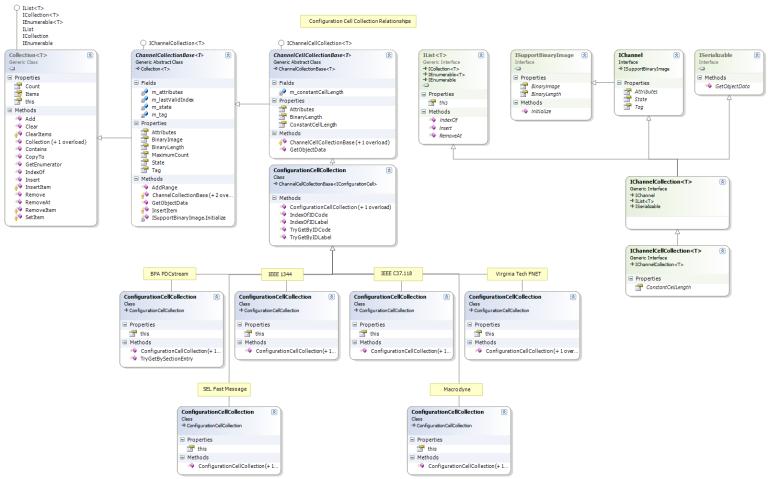 Configuration Cell Collection Relationships
IList<T>
ICollection<T>
IEnumerable<T>
IList
ICollection
IEnumerable
Collection<T>
Generic Class
Properties
Count
Items
this
Methods
Add
Clear
ClearItems
Collection (+ 1 overload)
Contains
CopyTo
GetEnumerator
IndexOf
Insert
InsertItem
Remove
RemoveAt
RemoveItem
SetItem
IChannelCollection<T>
ChannelCollectionBase<T>
Generic Abstract Class
Collection<T>
Fields
m_attributes
m_lastValidIndex
m_state
m_tag
Properties
Attributes
BinaryImage
BinaryLength
MaximumCount
State
Tag
Methods
AddRange
ChannelCollectionBase (+ 2 ove...
GetObjectData
InsertItem
ISupportBinaryImage.Initialize
IChannelCellCollection<T>
ChannelCellCollectionBase<T>
Generic Abstract Class
ChannelCollectionBase<T>
Fields
m_constantCellLength
Properties
Attributes
BinaryLength
ConstantCellLength
Methods
ChannelCellCollectionBase (+ 1 overload)
GetObjectData
ConfigurationCellCollection
Class
ChannelCellCollectionBase<IConfigurationCell>
Methods
ConfigurationCellCollection (+ 1 overload)
IndexOfIDCode
IndexOfIDLabel
TryGetByIDCode
TryGetByIDLabel
IList<T>
Generic Interface
ICollection<T>
IEnumerable<T>
IEnumerable
Properties
this
Methods
IndexOf
Insert
RemoveAt
ISupportBinaryImage
Interface
Properties
BinaryImage
BinaryLength
Methods
Initialize
IChannel
Interface
ISupportBinaryImage
Properties
Attributes
State
Tag
ISerializable
Interface
Methods
GetObjectData
IChannelCollection<T>
Generic Interface
IChannel
IList<T>
ISerializable
IChannelCellCollection<T>
Generic Interface
IChannelCollection<T>
Properties
ConstantCellLength
BPA PDCstream
ConfigurationCellCollection
Class
ConfigurationCellCollection
Properties
this
Methods
ConfigurationCellCollection (+ 1...
TryGetBySectionEntry
IEEE 1344
ConfigurationCellCollection
Class
ConfigurationCellCollection
Properties
this
Methods
ConfigurationCellCollection (+ 1...
IEEE C37.118
ConfigurationCellCollection
Class
ConfigurationCellCollection
Properties
this
Methods
ConfigurationCellCollection (+ 1...
Virginia Tech FNET
ConfigurationCellCollection
Class
ConfigurationCellCollection
Properties
this
Methods
ConfigurationCellCollection (+ 1 over...
SEL Fast Message
ConfigurationCellCollection
Class
ConfigurationCellCollection
Properties
this
Methods
ConfigurationCellCollection (+ 1...
Macrodyne
ConfigurationCellCollection
Class
ConfigurationCellCollection
Properties
this
Methods
ConfigurationCellCollection (+ 1...